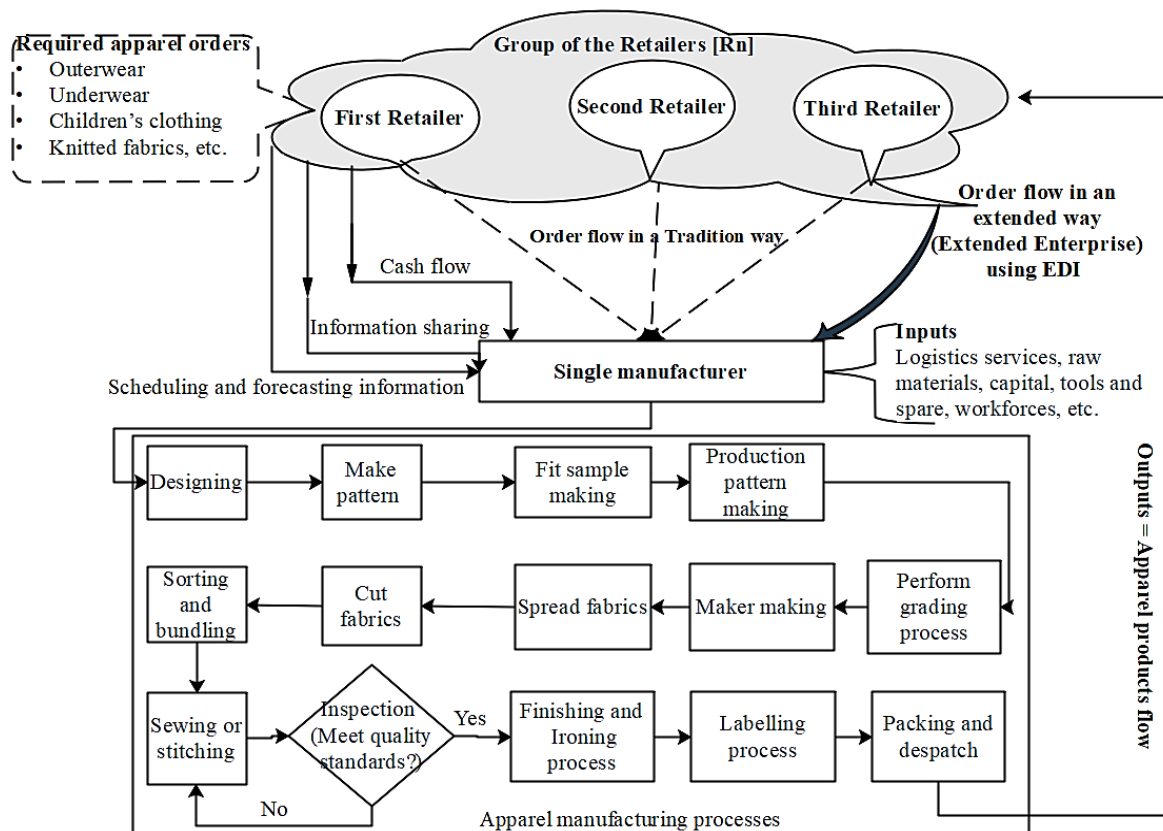 Required apparel orders
• Outerwear
• Underwear
• Children’s clothing
• Knitted fabrics, etc.
Group of the Retailers [Rn]
First Retailer
Second Retailer
Third Retailer
Order flow in an
extended way
(Extended Enterprise)
using EDI
Order flow in a Tradition way
Cash flow
Information sharing
Scheduling and forecasting information
Single manufacturer
Inputs
Logistics services, raw
materials, capital, tools and
spare, workforces, etc.
Designing
Make
pattern
Fit sample
making
Production
pattern
making
Perform
grading
process
Maker making
Spread fabrics
Cut
fabrics
Sorting
and
bundling
Sewing or
stitching
Inspection
(Meet quality
standards?)
Yes
No
Finishing and
Ironing
process
Labelling
process
Packing and
despatch
Apparel manufacturing processes
Outputs = Apparel products flow